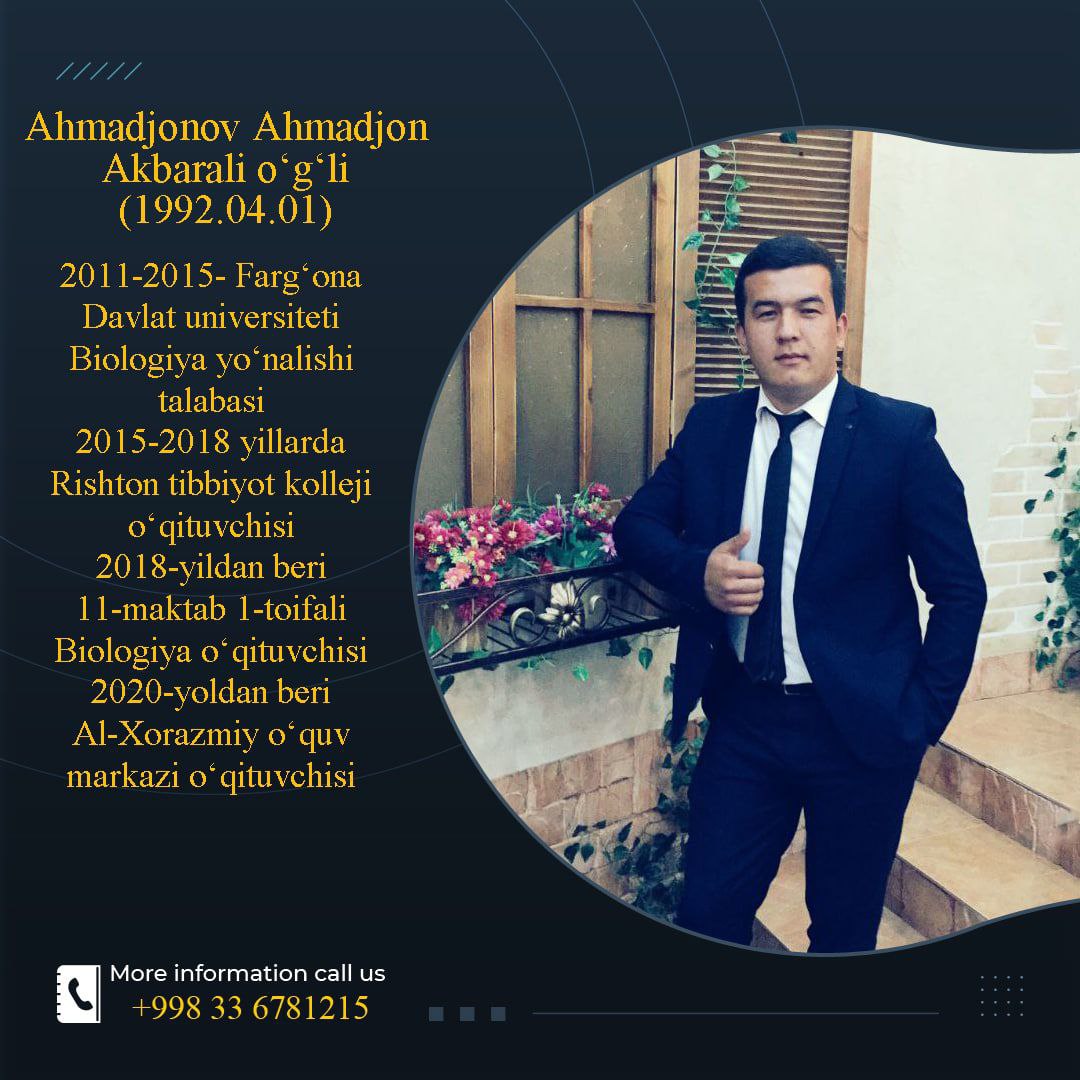 Ahmadjonov Ahmadjon
Akbarali o‘g‘li
(1992.04.01)
2011-2015- Farg‘ona
Davlat universiteti
Biologiya yo‘nalishi
talabasi
2015-2018 yillarda
Rishton tibbiyot kolleji
o‘qituvchisi
2018-yildan beri
11-maktab 1-toifali
Biologiya o‘qituvchisi
2020-yoldan beri
Al-Xorazmiy o‘quv
markazi o‘qituvchisi
More information call us
+998 33 6781215